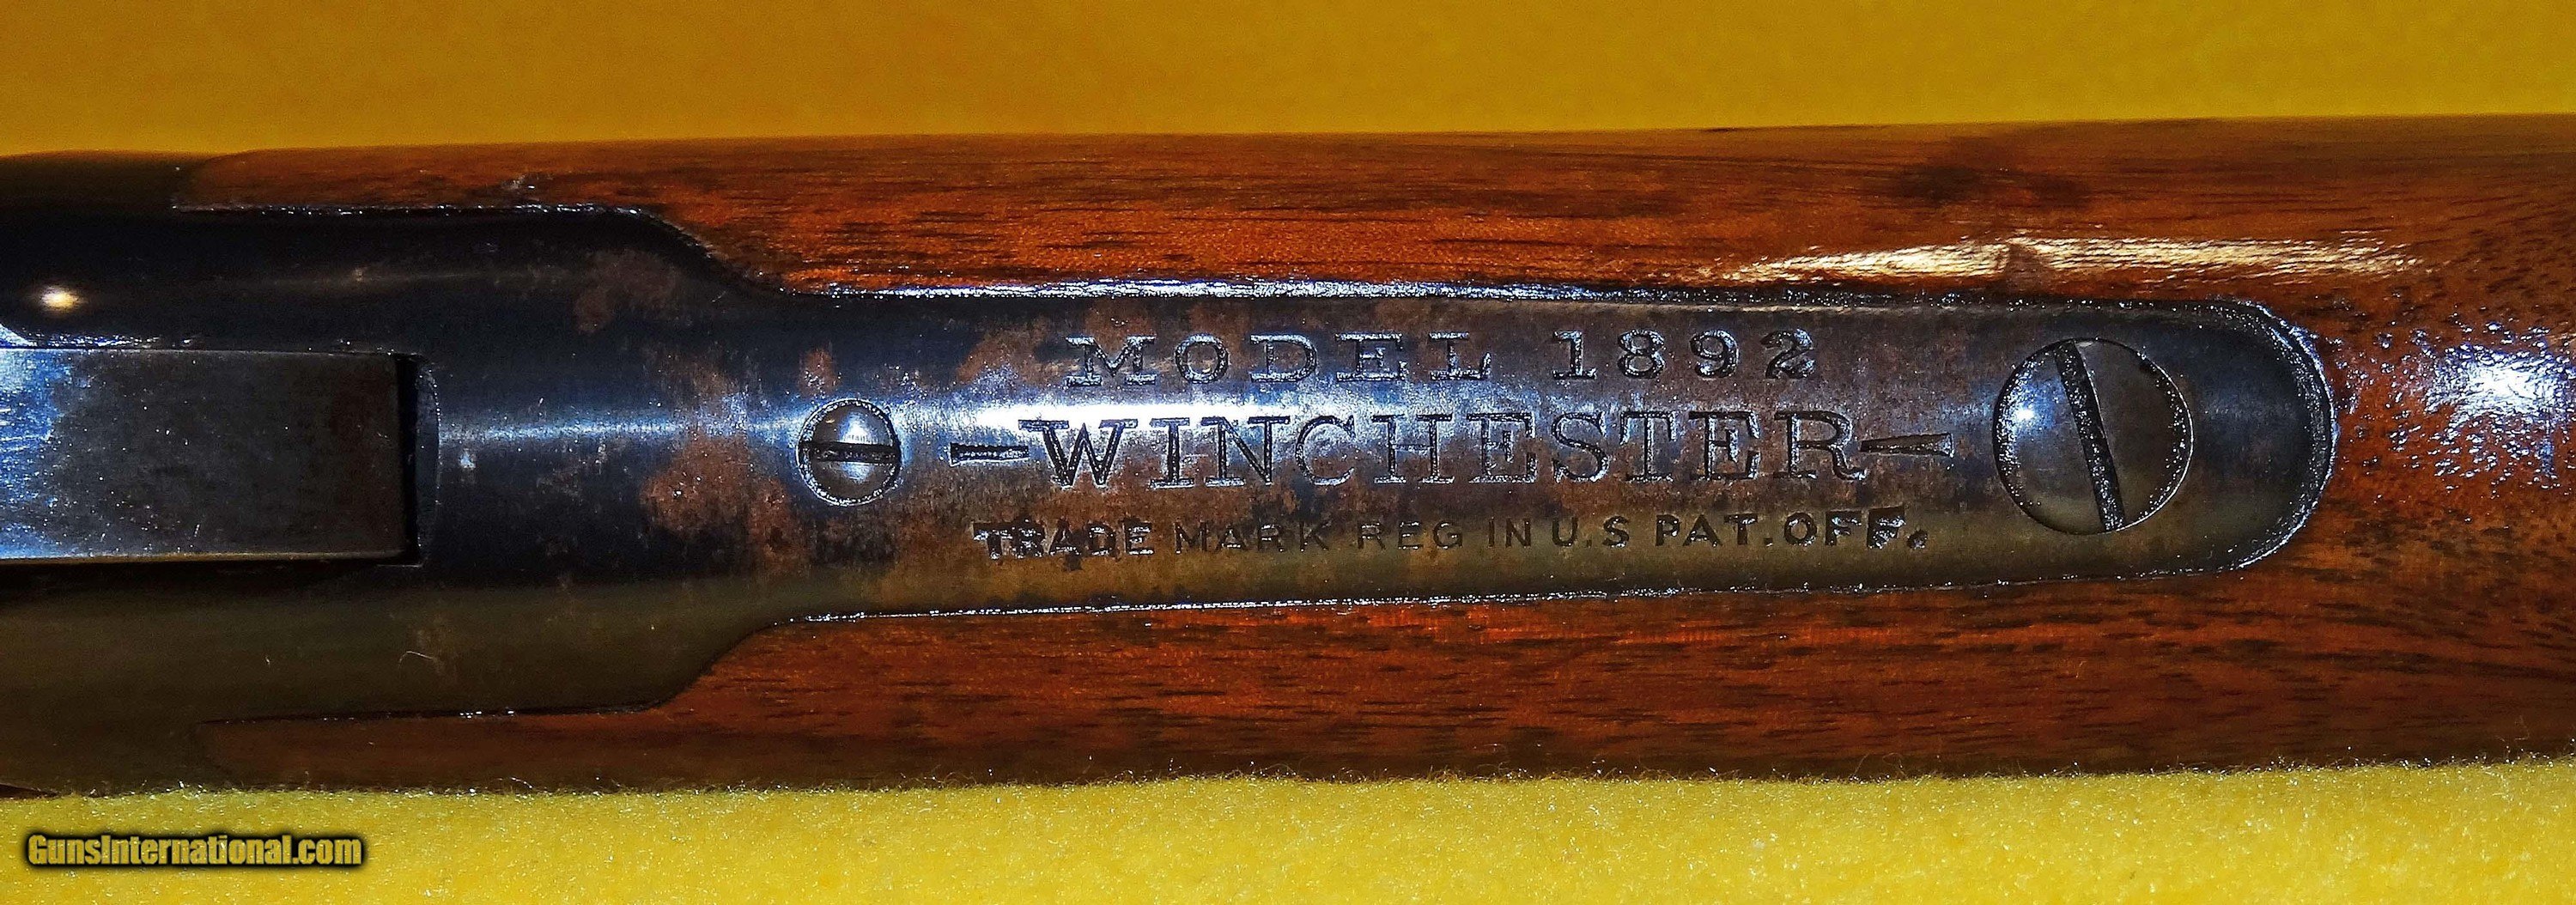 MODEL 1892
-WINCHESTER-
TRADE MARK REG IN U.S PAT. OFF.
GunsInternational.com